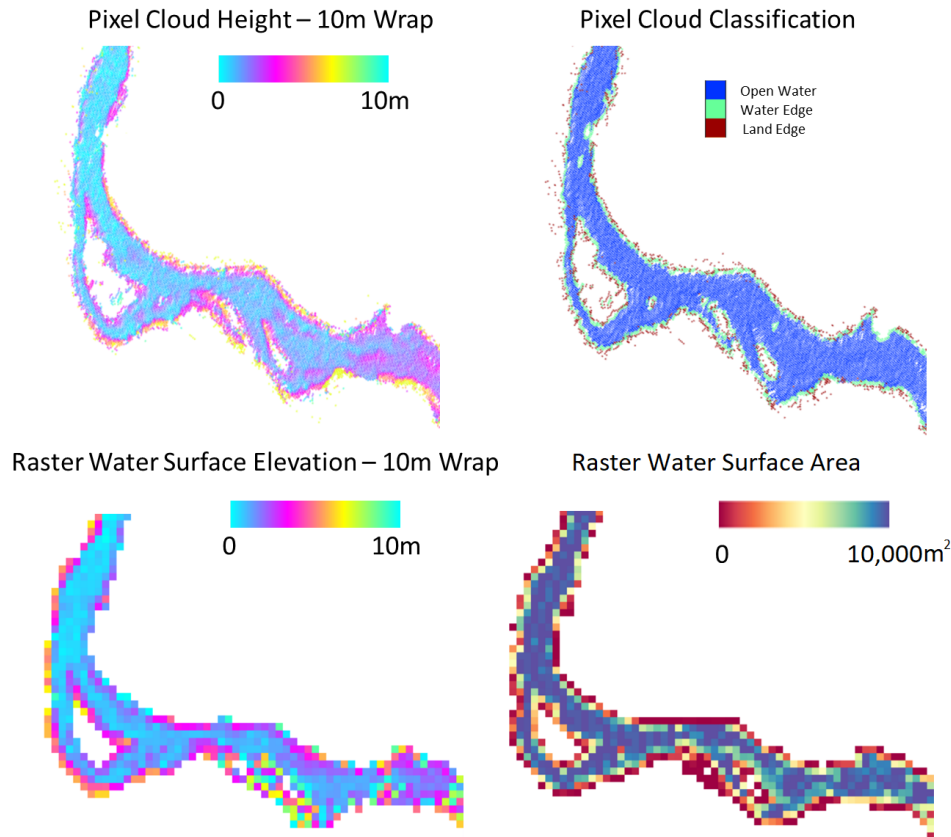 Pixel Cloud Height – 10m Wrap
0
10m
Pixel Cloud Classification
Open Water
Water Edge
Land Edge
Raster Water Surface Elevation – 10m Wrap
0
10m
Raster Water Surface Area
0
10,000m²